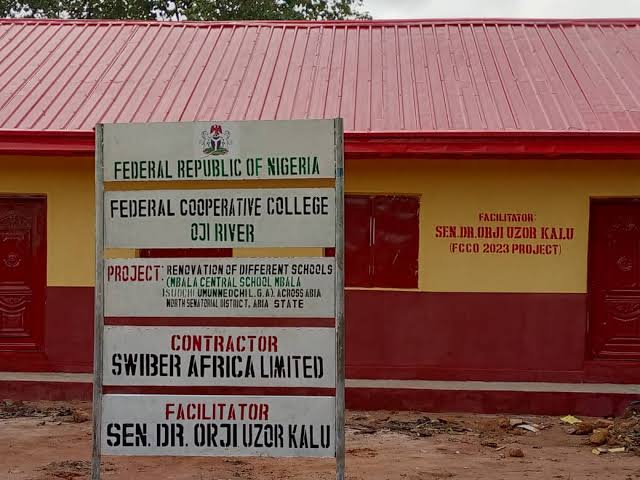 FEDERAL REPUBLIC OF NIGERIA
FEDERAL COOPERATIVE COLLEGE
OJI RIVER
PROJECT: RENOVATION OF DIFFERENT SCHOOLS
(MBALA CENTRAL SCHOOL MBALA
ISUOCHI UMUNNEOCHI L.G.A). ACROSS ABIA
NORTH SENATORIAL DISTRICT, ABIA STATE
CONTRACTOR
SWIBER AFRICA LIMITED
FACILITATOR
SEN. DR. ORJI UZOR KALU
FACILITATOR:
SEN.DR.ORJI UZOR KALU
(FCCO 2023 PROJECT)